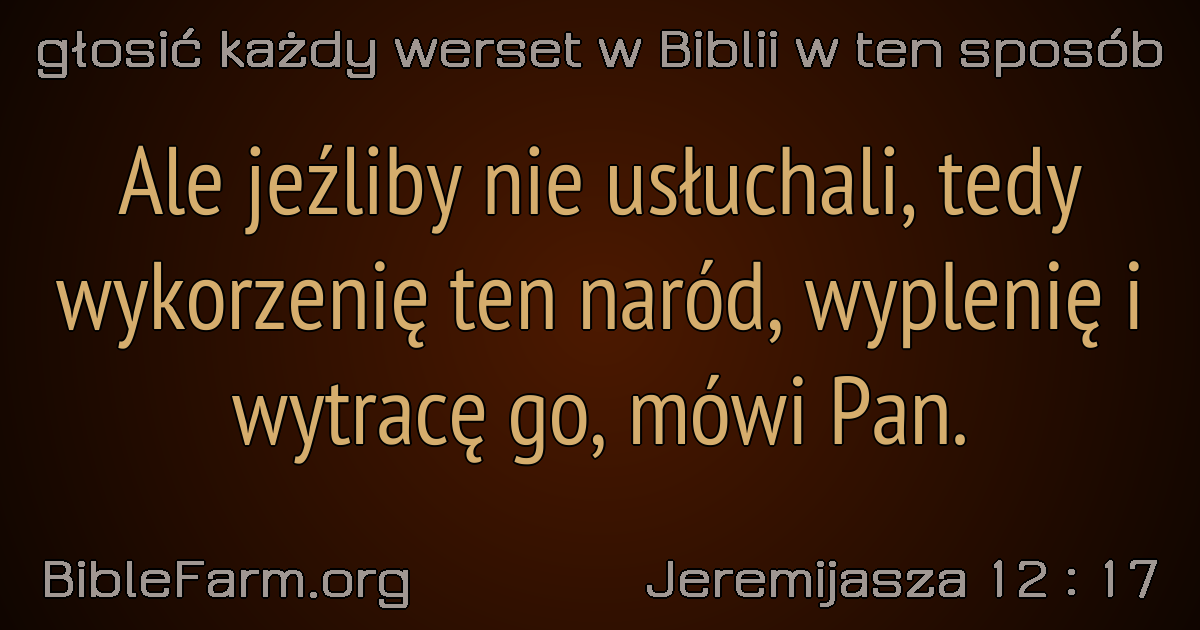 głosić każdy werset w Biblii w ten sposób
Ale jeźliby nie usłuchali, tedy
wykorzenię ten naród, wyplenię i
wytracę go, mówi Pan.
BibleFarm.org
Jeremijasza 12 : 17